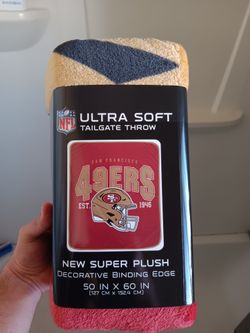 NFL
ULTRA SOFT
TAILGATE THROW
SAN FRANCISCO
49ERS
EST. 1946
NEW SUPER PLUSH
DECORATIVE BINDING EDGE
50 IN X 60 IN
(127 CM X 152.4 CM)